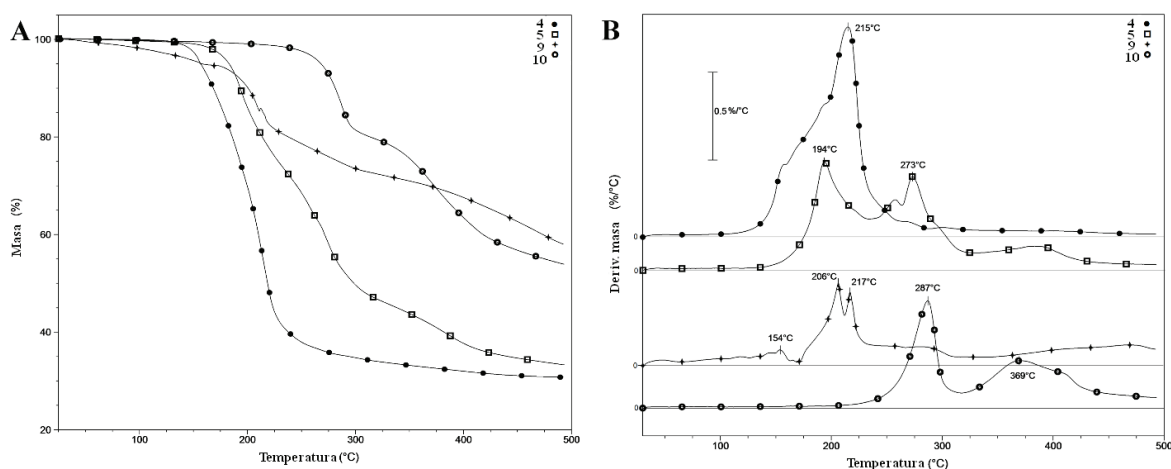 A
4
5
9
10
100
80
60
40
20
Masa (%)
100
200
300
400
500
Temperatura (°C)
B
4
5
9
10
215°C
0.5 %/°C
194°C
273°C
0
0
206°C
217°C
287°C
154°C
369°C
0
0
Deriv. masa (%/°C)
100
200
300
400
500
Temperatura (°C)